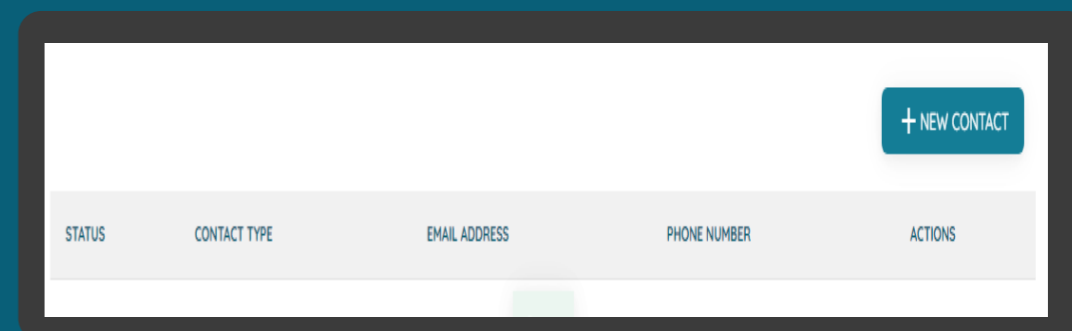 + NEW CONTACT
STATUS CONTACT TYPE EMAIL ADDRESS PHONE NUMBER ACTIONS